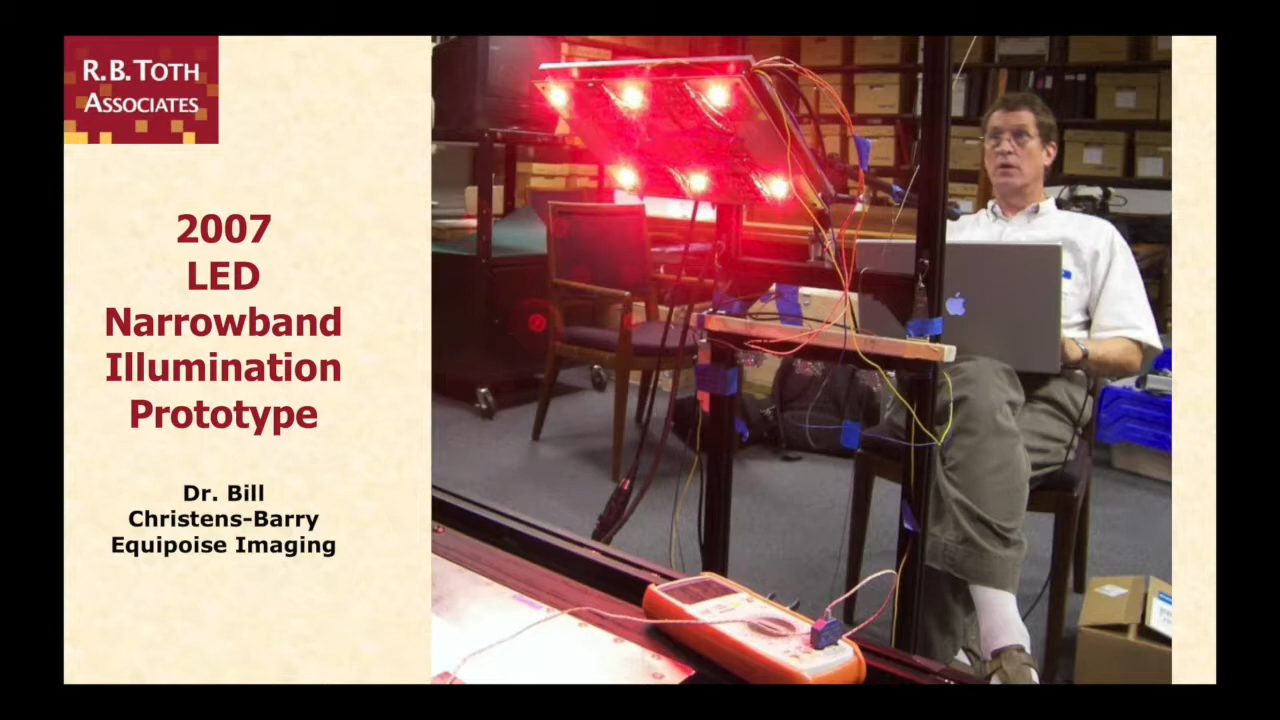 R.B.TOTH
ASSOCIATES
2007
LED
Narrowband
Illumination
Prototype
Dr. Bill
Christens-Barry
Equipoise Imaging